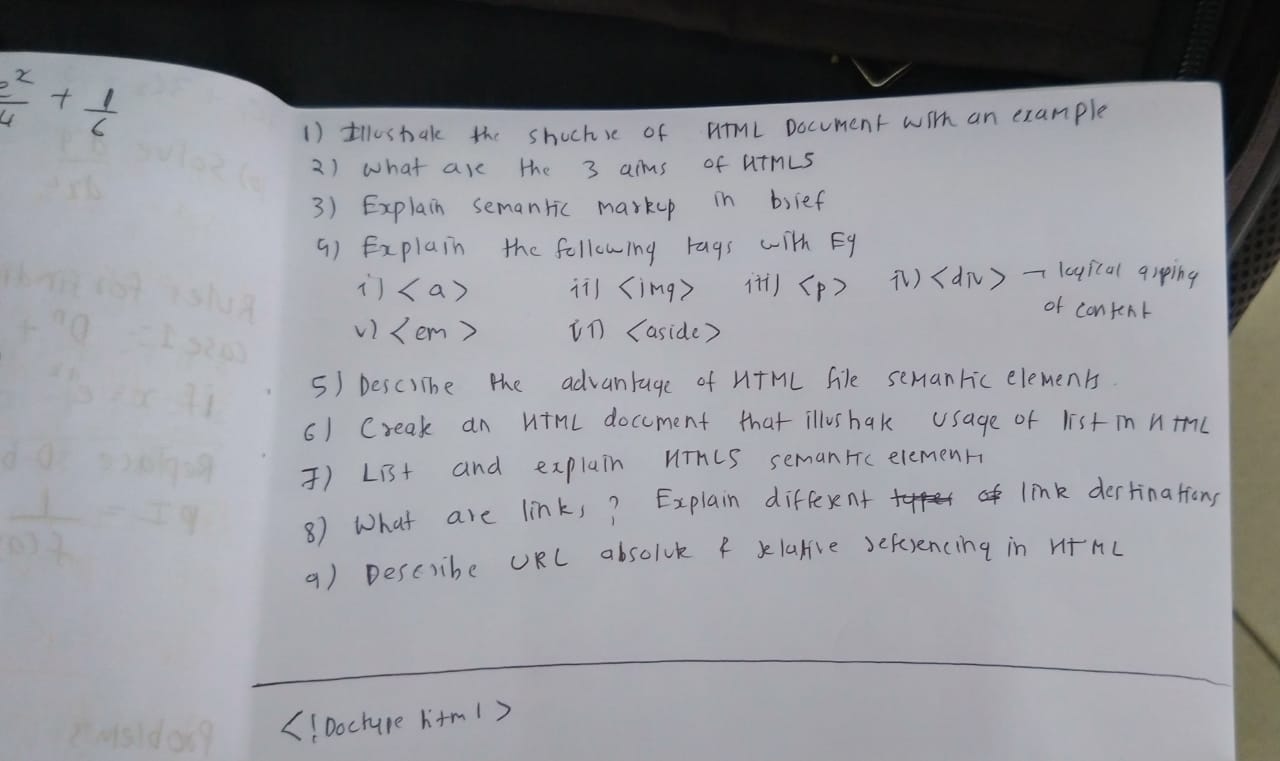 e^x/4 + 1/6
1) Illustrate the structure of HTML Document with an example
2) what are the 3 aims of HTML5
3) Explain semantic markup in brief
4) Explain the following tags with Eg
i) <a> ii) <img> iii) <p> iv) <div> → logical grping of content
v) <em> vi) <aside>
5) Describe the advantage of HTML file semantic elements.
6) Create an HTML document that illustrate usage of list in HTML
7) List and explain HTML5 semantic elements
8) What are links? Explain different types of link destinations
9) Describe URL absolute & relative referencing in HTML
<!Doctype html>